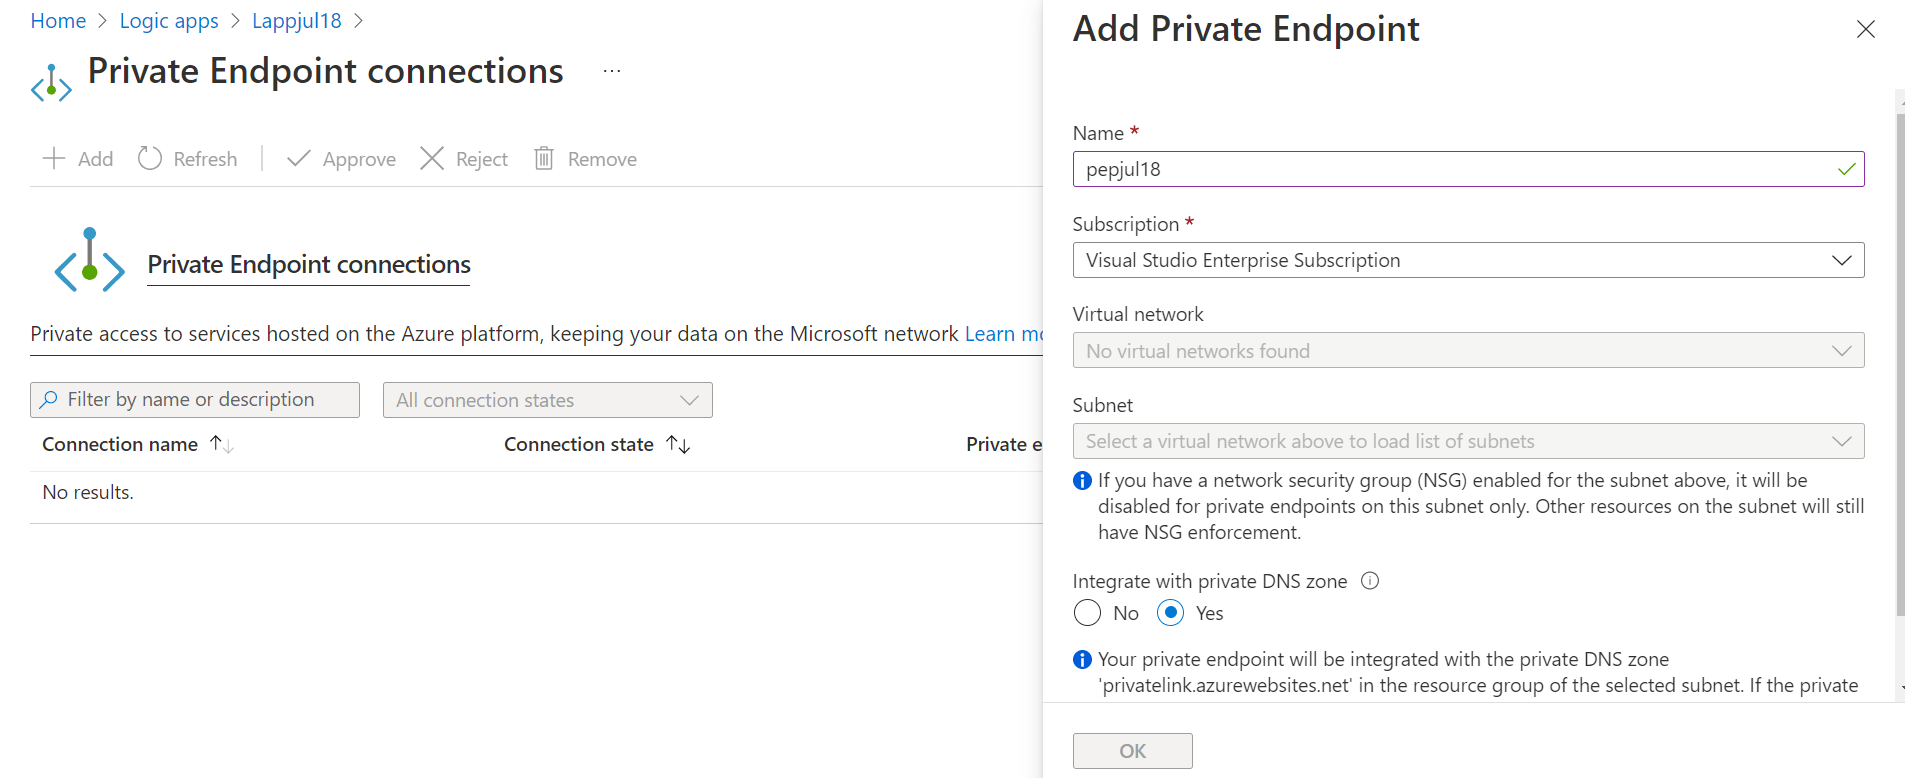 Home > Logic apps > Lappjul18 >
Private Endpoint connections ...
Add Refresh Approve Reject Remove
Private Endpoint connections
Private access to services hosted on the Azure platform, keeping your data on the Microsoft network Learn
Filter by name or description
All connection states
Connection name Connection state Private
No results.
Add Private Endpoint
Name *
pepjul18
Subscription *
Visual Studio Enterprise Subscription
Virtual network
No virtual networks found
Subnet
Select a virtual network above to load list of subnets
If you have a network security group (NSG) enabled for the subnet above, it will be
disabled for private endpoints on this subnet only. Other resources on the subnet will still
have NSG enforcement.
Integrate with private DNS zone
No Yes
Your private endpoint will be integrated with the private DNS zone
'privatelink.azurewebsites.net' in the resource group of the selected subnet. If the private
OK